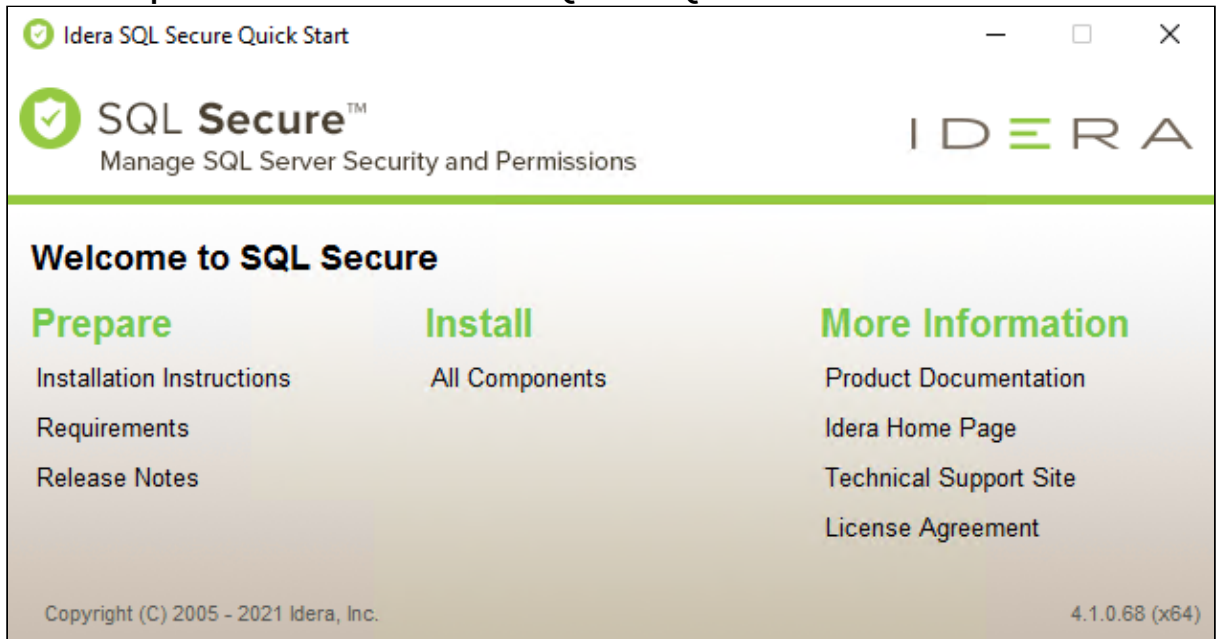 Idera SQL Secure Quick Start
SQL Secure™
Manage SQL Server Security and Permissions
IDERA
Welcome to SQL Secure
Prepare
Installation Instructions
Requirements
Release Notes
Install
All Components
More Information
Product Documentation
Idera Home Page
Technical Support Site
License Agreement
Copyright (C) 2005 - 2021 Idera, Inc.
4.1.0.68 (x64)